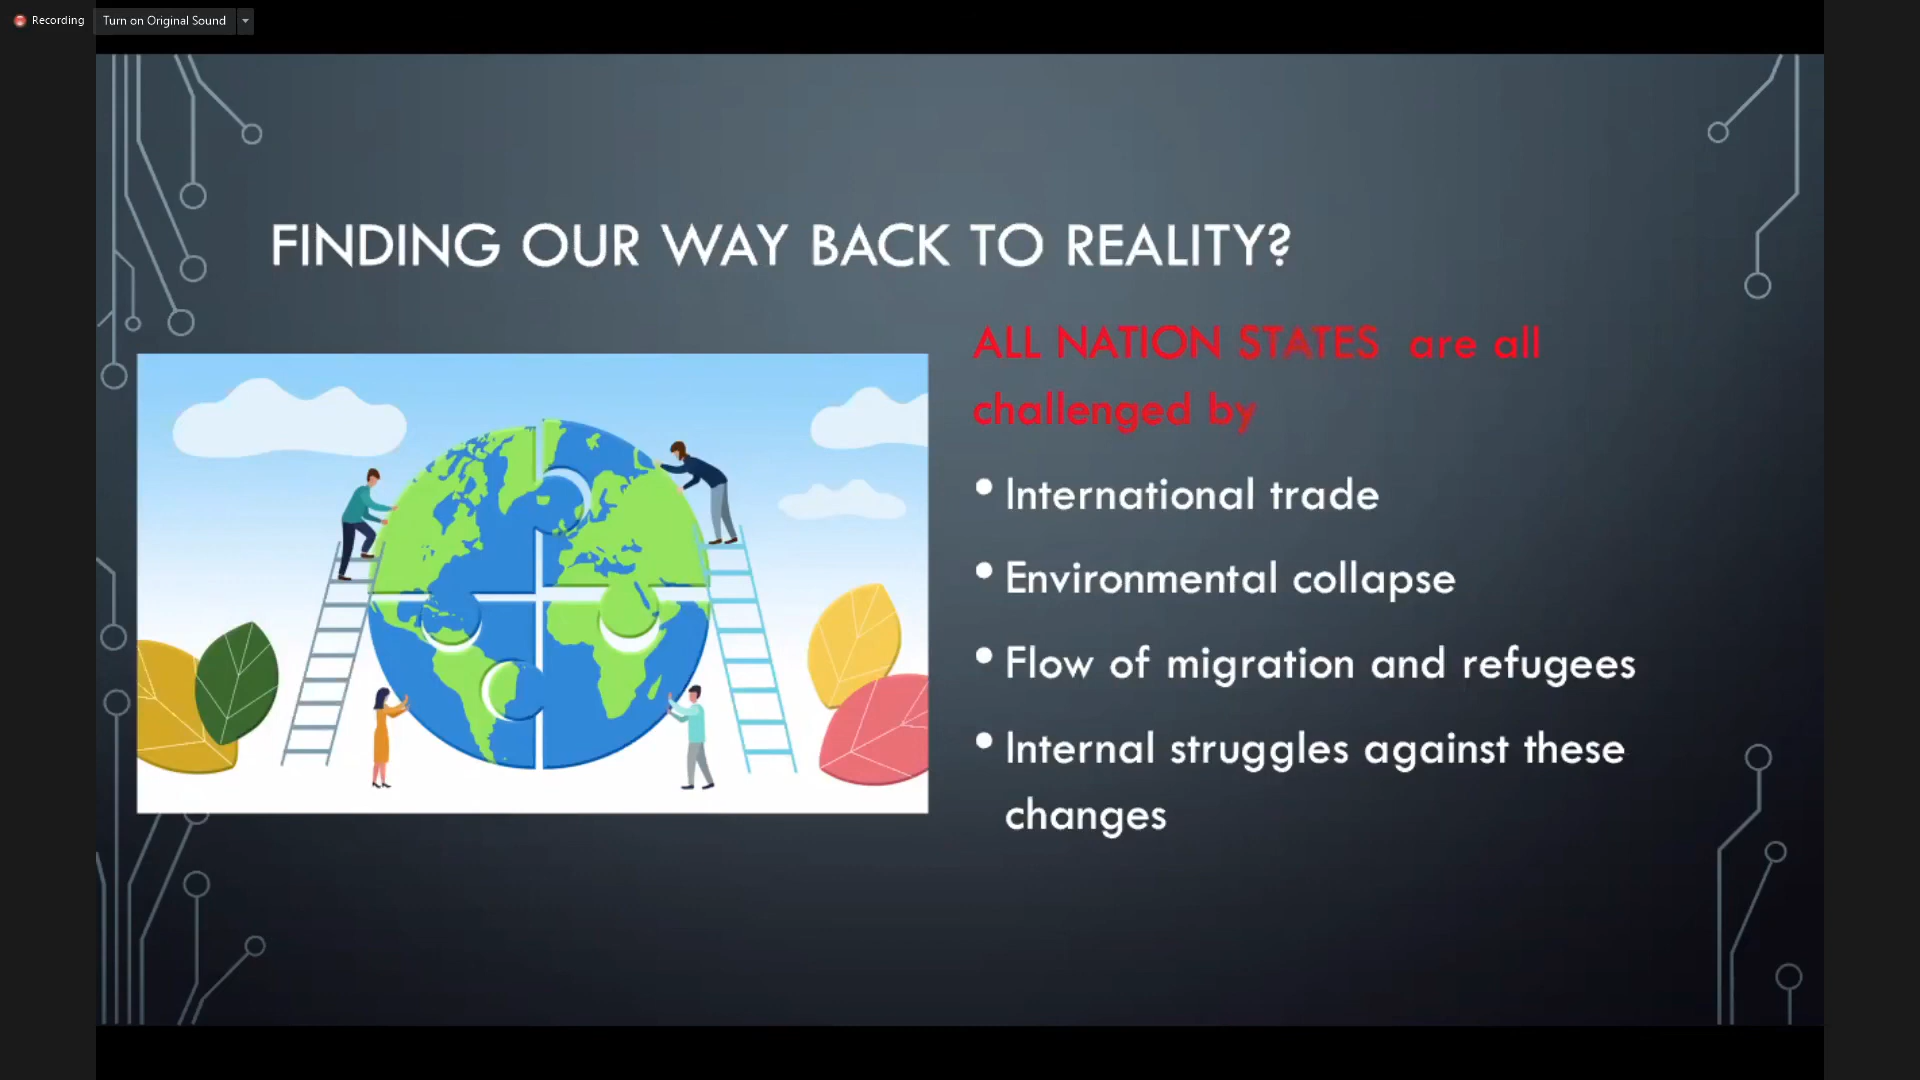 Recording
Turn on Original Sound
FINDING OUR WAY BACK TO REALITY?
ALL NATION STATES are all
challenged by
• International trade
• Environmental collapse
• Flow of migration and refugees
• Internal struggles against these
changes